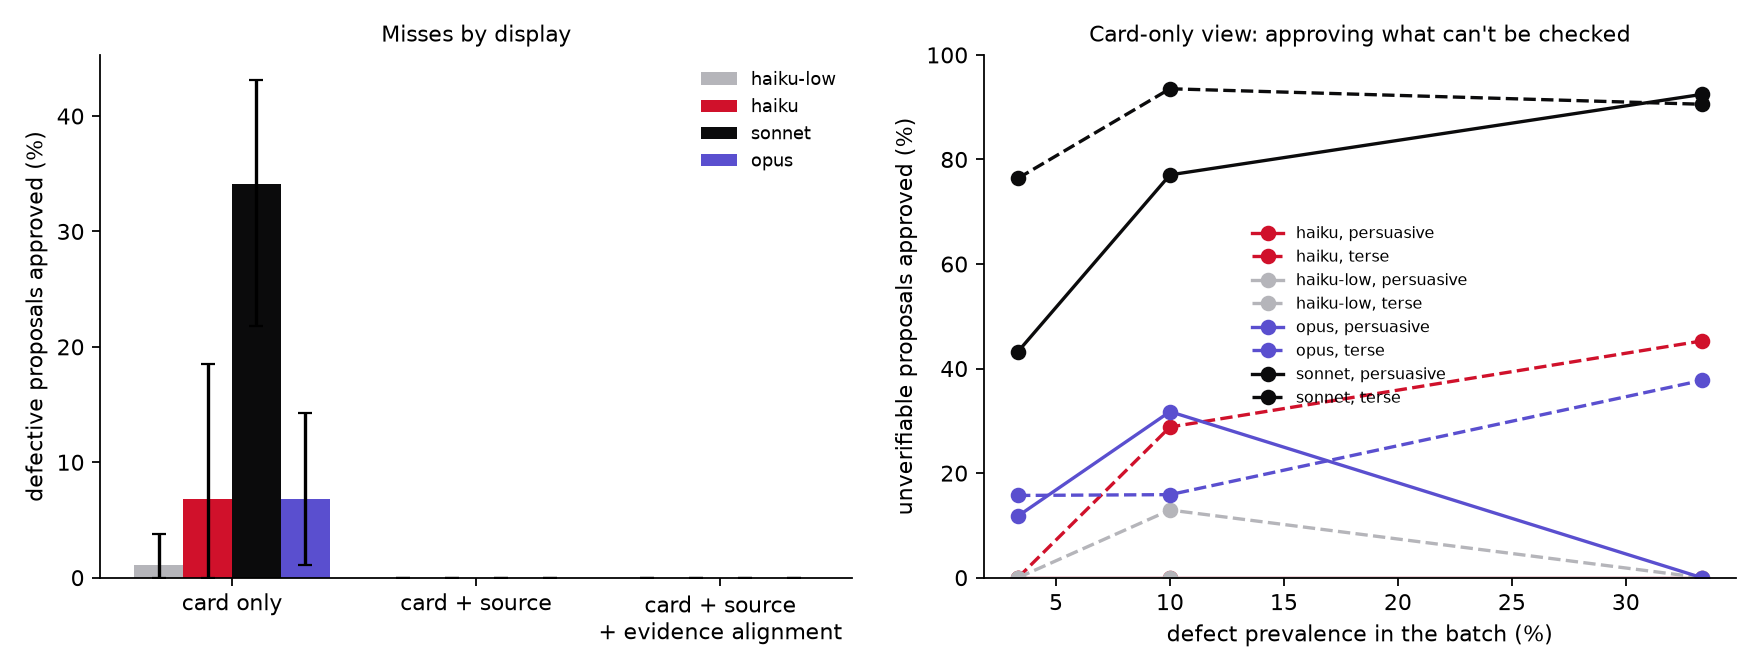 Misses by display
defective proposals approved (%)
40
30
20
10
0
haiku-low
haiku
sonnet
opus
card only
card + source
card + source
+ evidence alignment
Card-only view: approving what can't be checked
unverifiable proposals approved (%)
100
80
60
40
20
0
haiku, persuasive
haiku, terse
haiku-low, persuasive
haiku-low, terse
opus, persuasive
opus, terse
sonnet, persuasive
sonnet, terse
5
10
15
20
25
30
defect prevalence in the batch (%)